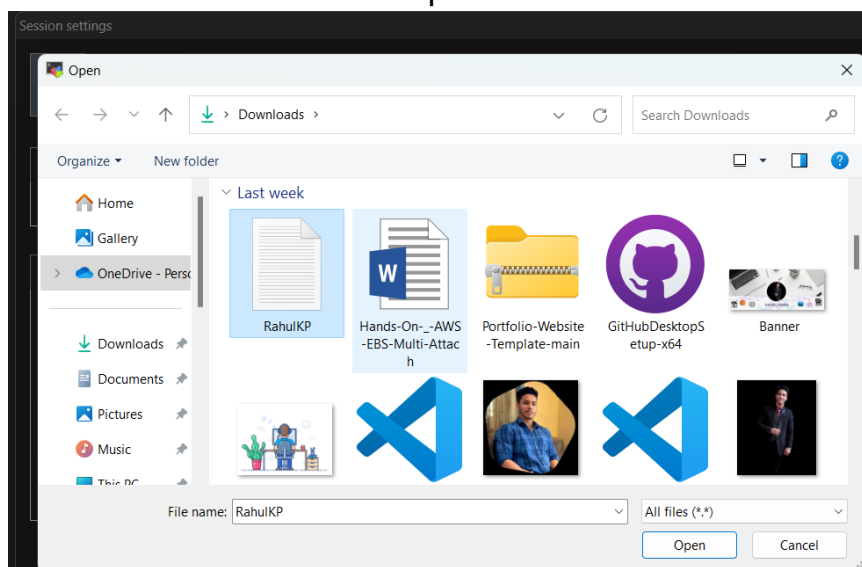 Session settings
Open
Downloads
Search Downloads
Organize
New folder
Home
Gallery
OneDrive - Perso
Downloads
Documents
Pictures
Music
This PC
Last week
W
RahulKP
Hands-On-_-AWS
-EBS-Multi-Attac
h
Portfolio-Website
-Template-main
GitHubDesktopS
etup-x64
Banner
File name:
RahulKP
All files (*.*)
Open
Cancel